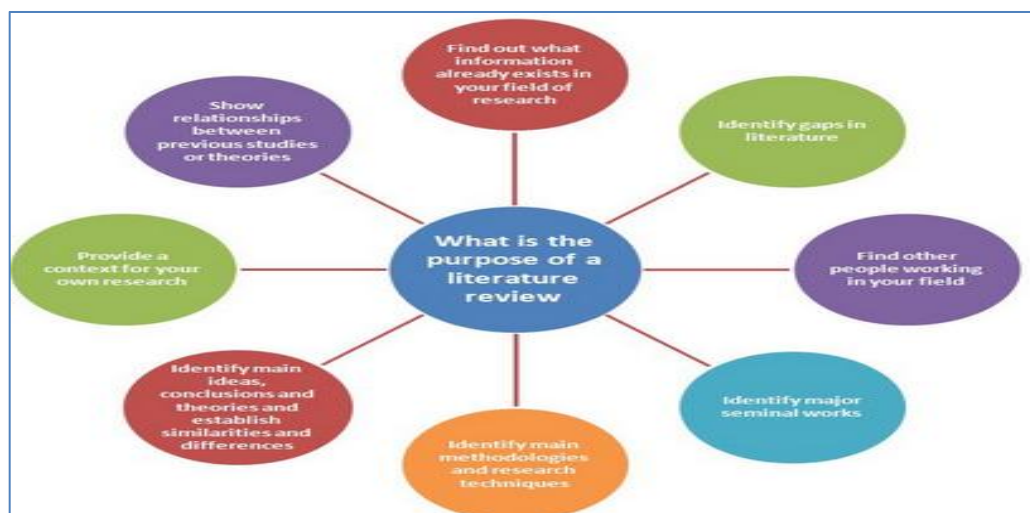 What is the
purpose of a
literature
review
Find out what
information
already exists in
your field of
research
Identify gaps in
literature
Find other
people working
in your field
Identify major
seminal works
Identify main
methodologies
and research
techniques
Identify main
ideas,
conclusions and
theories and
establish
similarities and
differences
Provide a
context for your
own research
Show
relationships
between
previous studies
or theories